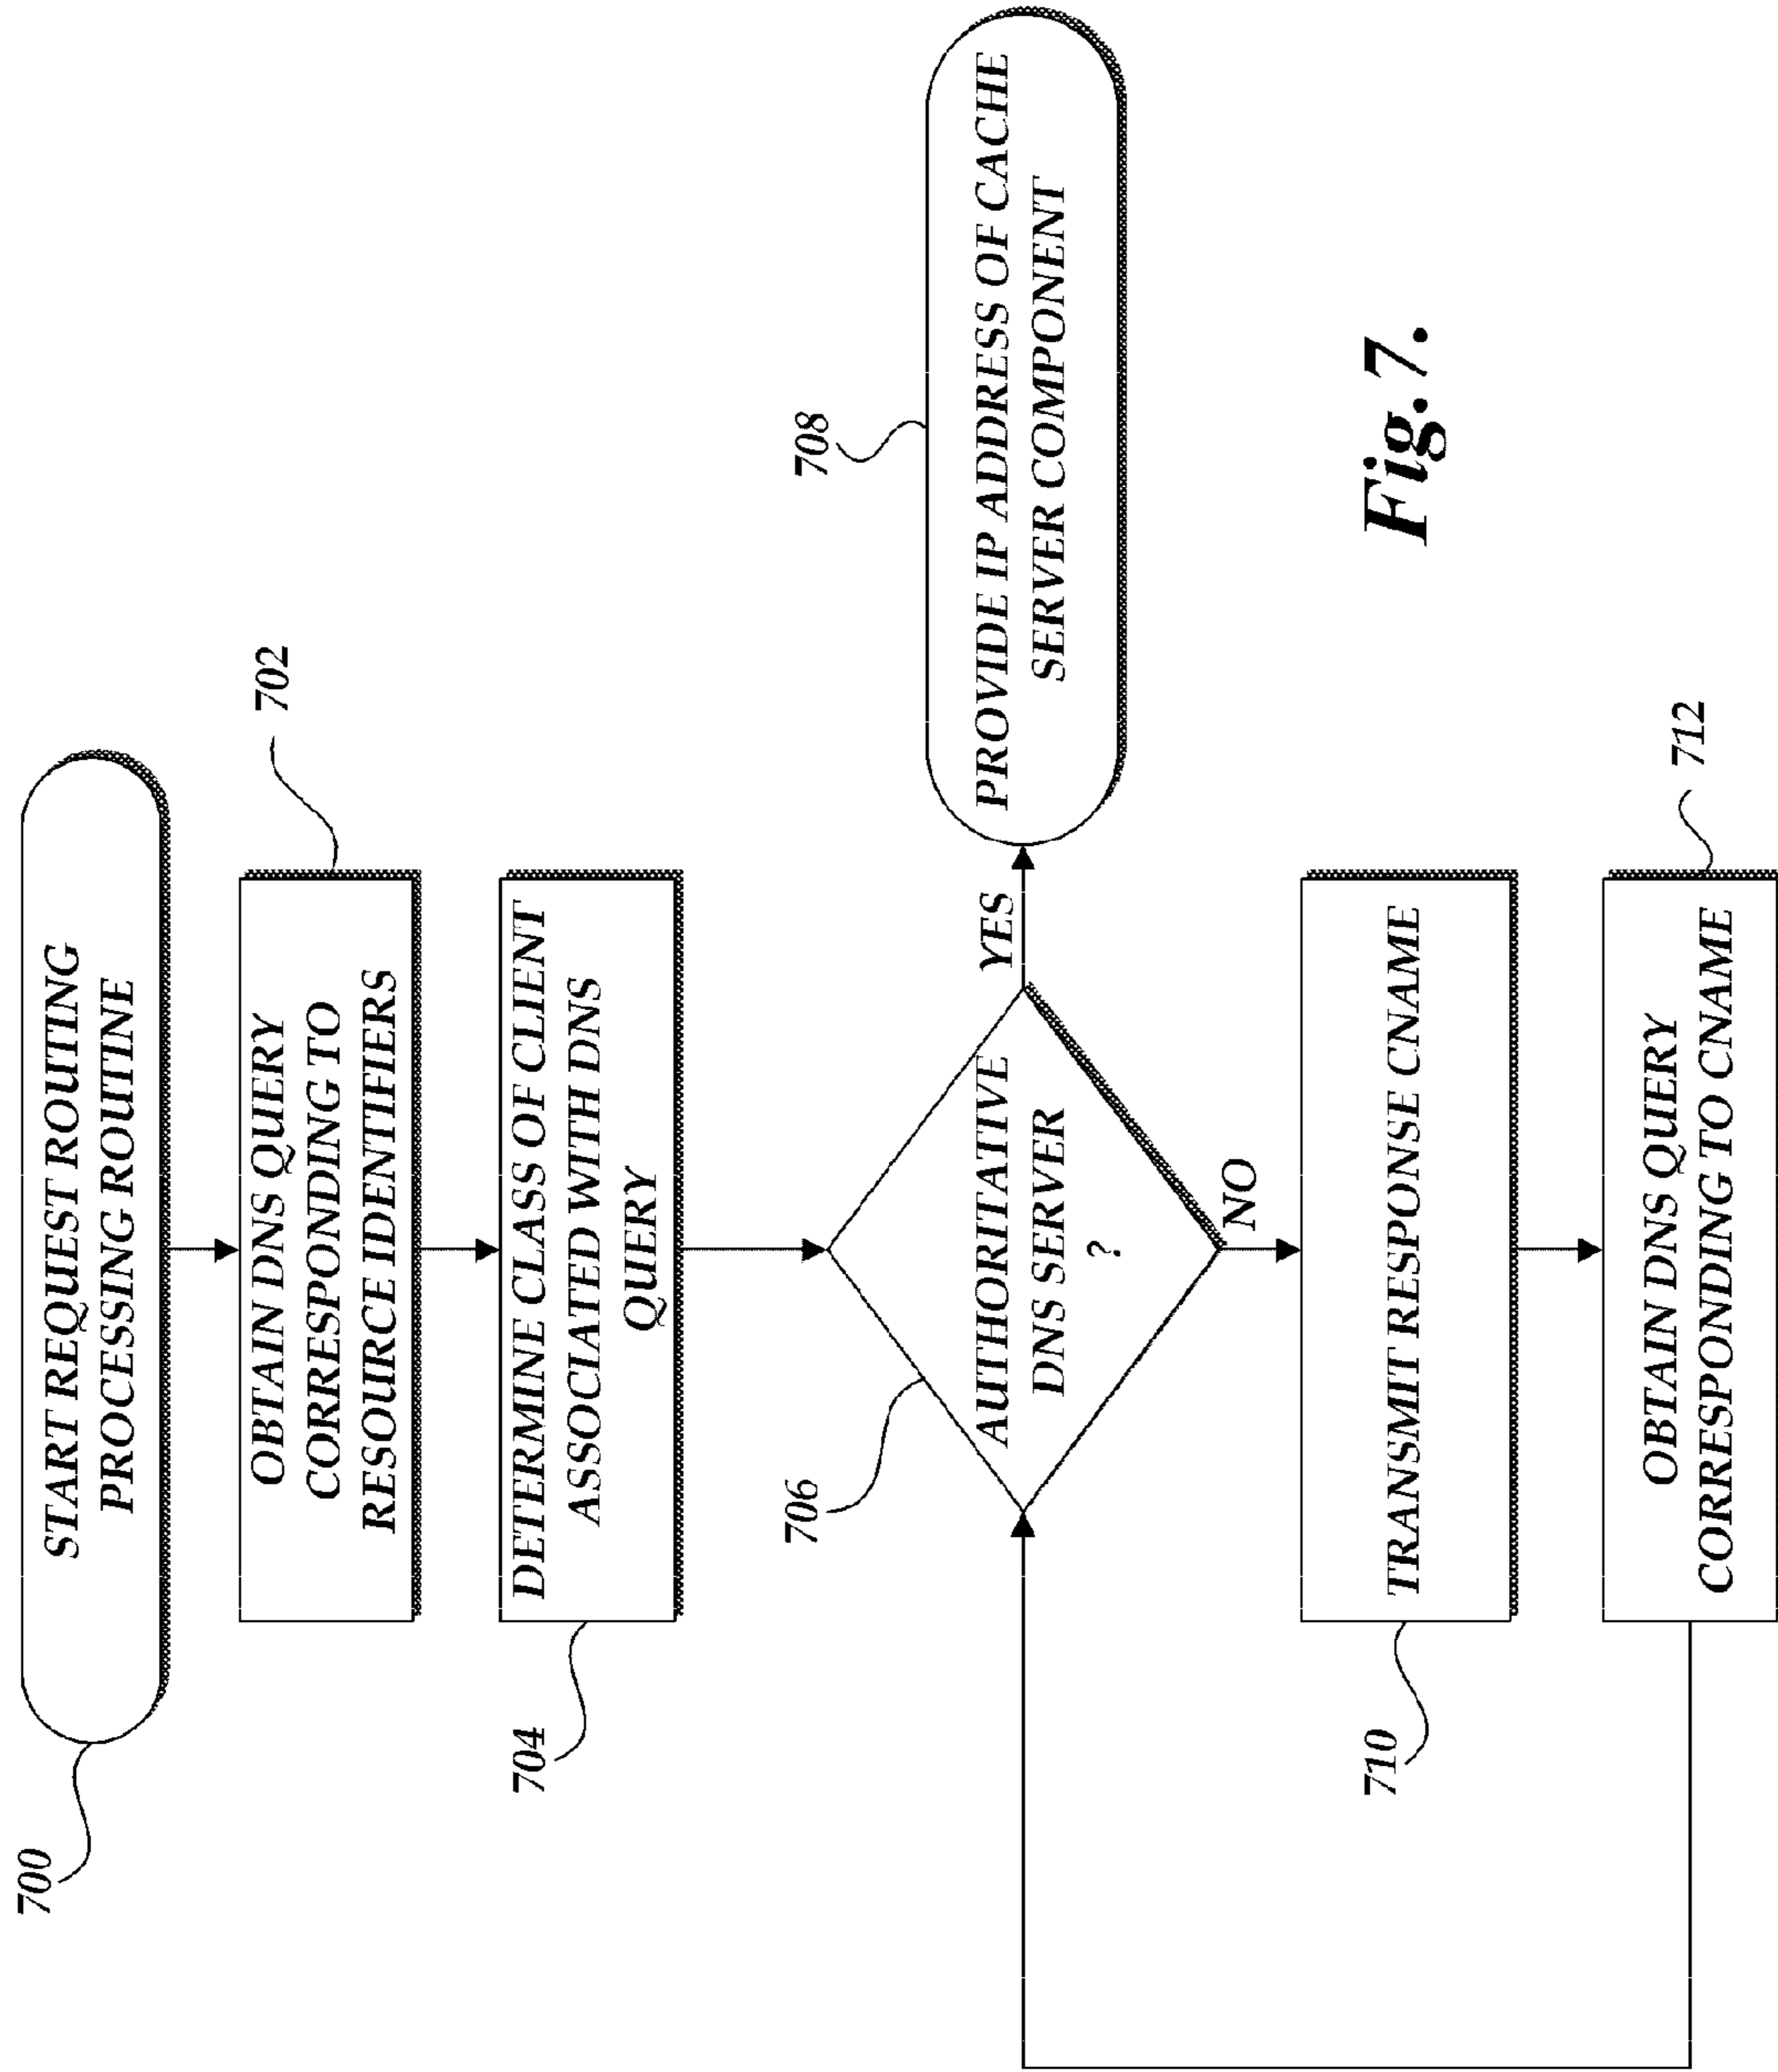 700
START REQUEST ROUTING
PROCESSING ROUTINE
702
OBTAIN DNS QUERY
CORRESPONDING TO
RESOURCE IDENTIFIERS
704
DETERMINE CLASS OF CLIENT
ASSOCIATED WITH DNS
QUERY
706
AUTHORITATIVE
DNS SERVER
?
YES
708
PROVIDE IP ADDRESS OF CACHE
SERVER COMPONENT
NO
710
TRANSMIT RESPONSE CNAME
712
OBTAIN DNS QUERY
CORRESPONDING TO CNAME
Fig. 7.